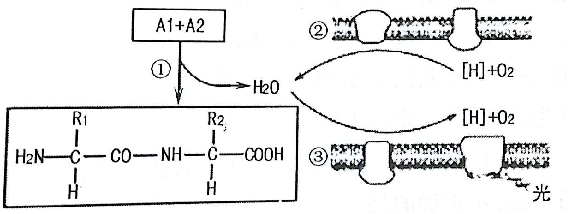 A1+A2
①
H2O
②
[H]+O2
[H]+O2
③
光
R1 R2
H2N—C—CO—NH—C—COOH
H H